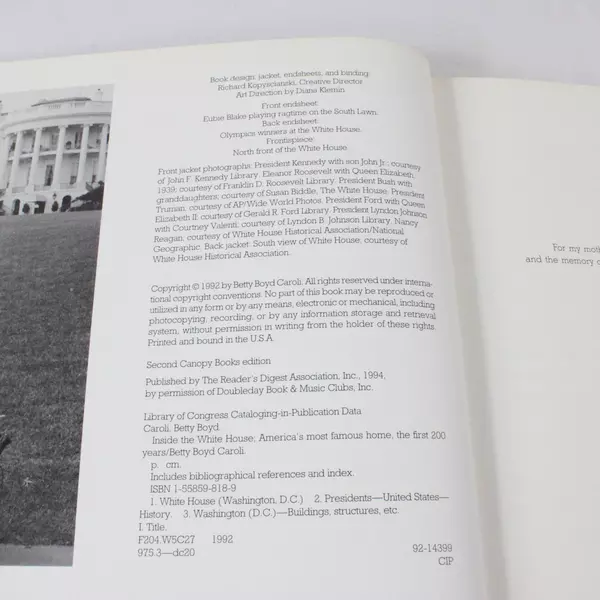 Book design, jacket, endsheets, and binding:
Richard Kopyscianski, Creative Director
Art Direction by Diana Klemin
Front endsheet:
Eubie Blake playing ragtime on the South Lawn.
Back endsheet:
Olympics winners at the White House.
Frontispiece:
North front of the White House.
Front jacket photographs: President Kennedy with son John Jr.; courtesy
of John F. Kennedy Library. Eleanor Roosevelt with Queen Elizabeth,
1939; courtesy of Franklin D. Roosevelt Library. President Bush with
granddaughters; courtesy of Susan Biddle, The White House. President
Truman, courtesy of AP/Wide World Photos. President Ford with Queen
Elizabeth II; courtesy of Gerald R. Ford Library. President Lyndon Johnson
with Courtney Valenti; courtesy of Lyndon B. Johnson Library. Nancy
Reagan; courtesy of White House Historical Association/National
Geographic. Back jacket: South view of White House; courtesy of
White House Historical Association.
Copyright © 1992 by Betty Boyd Caroli. All rights reserved under interna-
tional copyright conventions. No part of this book may be reproduced or
utilized in any form or by any means, electronic or mechanical, including
photocopying, recording, or by any information storage and retrieval
system, without permission in writing from the holder of these rights.
Printed and bound in the U.S.A.
Second Canopy Books edition
Published by The Reader's Digest Association, Inc., 1994,
by permission of Doubleday Book & Music Clubs, Inc.
Library of Congress Cataloging-in-Publication Data
Caroli, Betty Boyd.
Inside the White House; America's most famous home, the first 200
years/Betty Boyd Caroli.
p. cm.
Includes bibliographical references and index.
ISBN 1-55859-818-9
1. White House (Washington, D.C.) 2. Presidents—United States—
History. 3. Washington (D.C.)—Buildings, structures, etc.
I. Title.
F204.W5C27 1992
975.3—dc20 92-14399
CIP
For my
and the memory